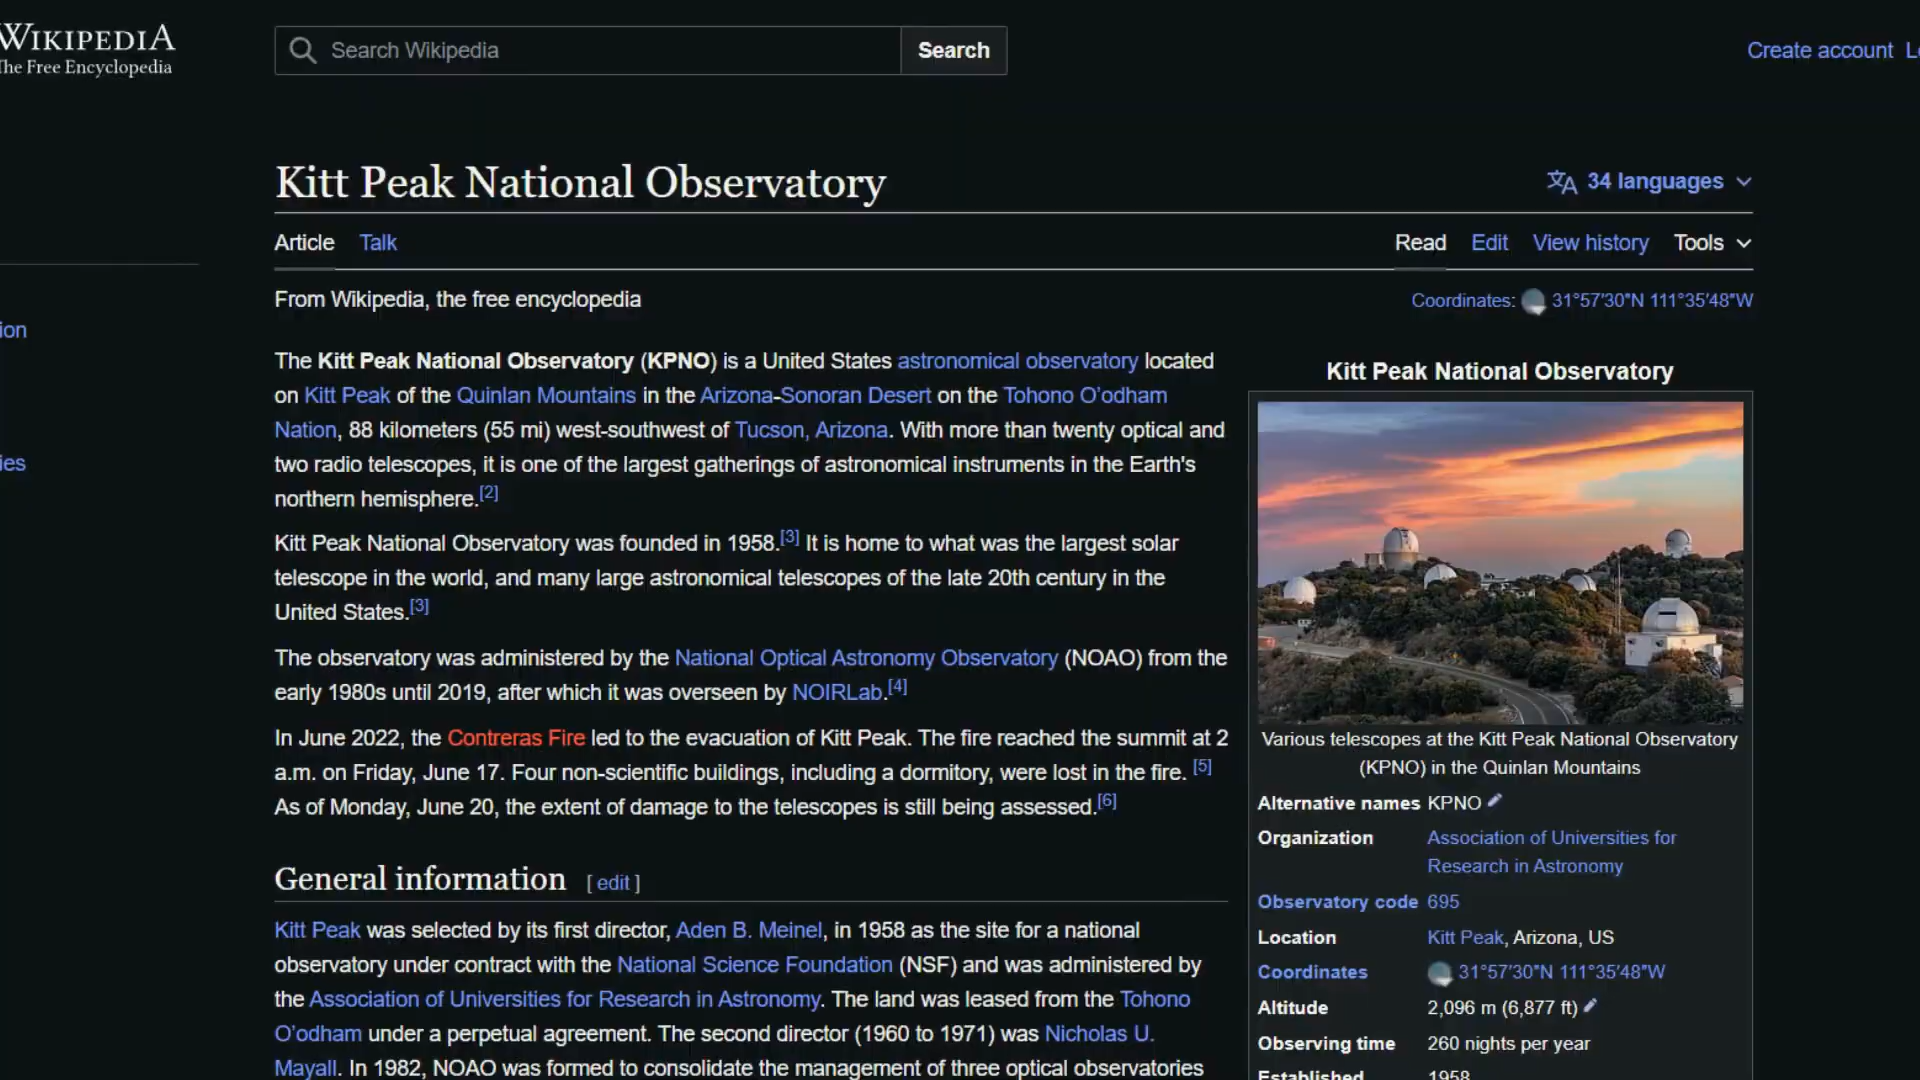 WIKIPEDIA
The Free Encyclopedia
Search Wikipedia
Search
Create account
Kitt Peak National Observatory
34 languages
Article Talk
Read Edit View history Tools
From Wikipedia, the free encyclopedia
Coordinates: 31°57′30″N 111°35′48″W
ion
ies
The Kitt Peak National Observatory (KPNO) is a United States astronomical observatory located
on Kitt Peak of the Quinlan Mountains in the Arizona-Sonoran Desert on the Tohono Oʼodham
Nation, 88 kilometers (55 mi) west-southwest of Tucson, Arizona. With more than twenty optical and
two radio telescopes, it is one of the largest gatherings of astronomical instruments in the Earth's
northern hemisphere.[2]
Kitt Peak National Observatory was founded in 1958.[3] It is home to what was the largest solar
telescope in the world, and many large astronomical telescopes of the late 20th century in the
United States.[3]
The observatory was administered by the National Optical Astronomy Observatory (NOAO) from the
early 1980s until 2019, after which it was overseen by NOIRLab.[4]
In June 2022, the Contreras Fire led to the evacuation of Kitt Peak. The fire reached the summit at 2
a.m. on Friday, June 17. Four non-scientific buildings, including a dormitory, were lost in the fire. [5]
As of Monday, June 20, the extent of damage to the telescopes is still being assessed.[6]
General information [ edit ]
Kitt Peak was selected by its first director, Aden B. Meinel, in 1958 as the site for a national
observatory under contract with the National Science Foundation (NSF) and was administered by
the Association of Universities for Research in Astronomy. The land was leased from the Tohono
Oʼodham under a perpetual agreement. The second director (1960 to 1971) was Nicholas U.
Mayall. In 1982, NOAO was formed to consolidate the management of three optical observatories
Kitt Peak National Observatory
Various telescopes at the Kitt Peak National Observatory
(KPNO) in the Quinlan Mountains
Alternative names KPNO
Organization Association of Universities for
Research in Astronomy
Observatory code 695
Location Kitt Peak, Arizona, US
Coordinates 31°57′30″N 111°35′48″W
Altitude 2,096 m (6,877 ft)
Observing time 260 nights per year
Established 1958